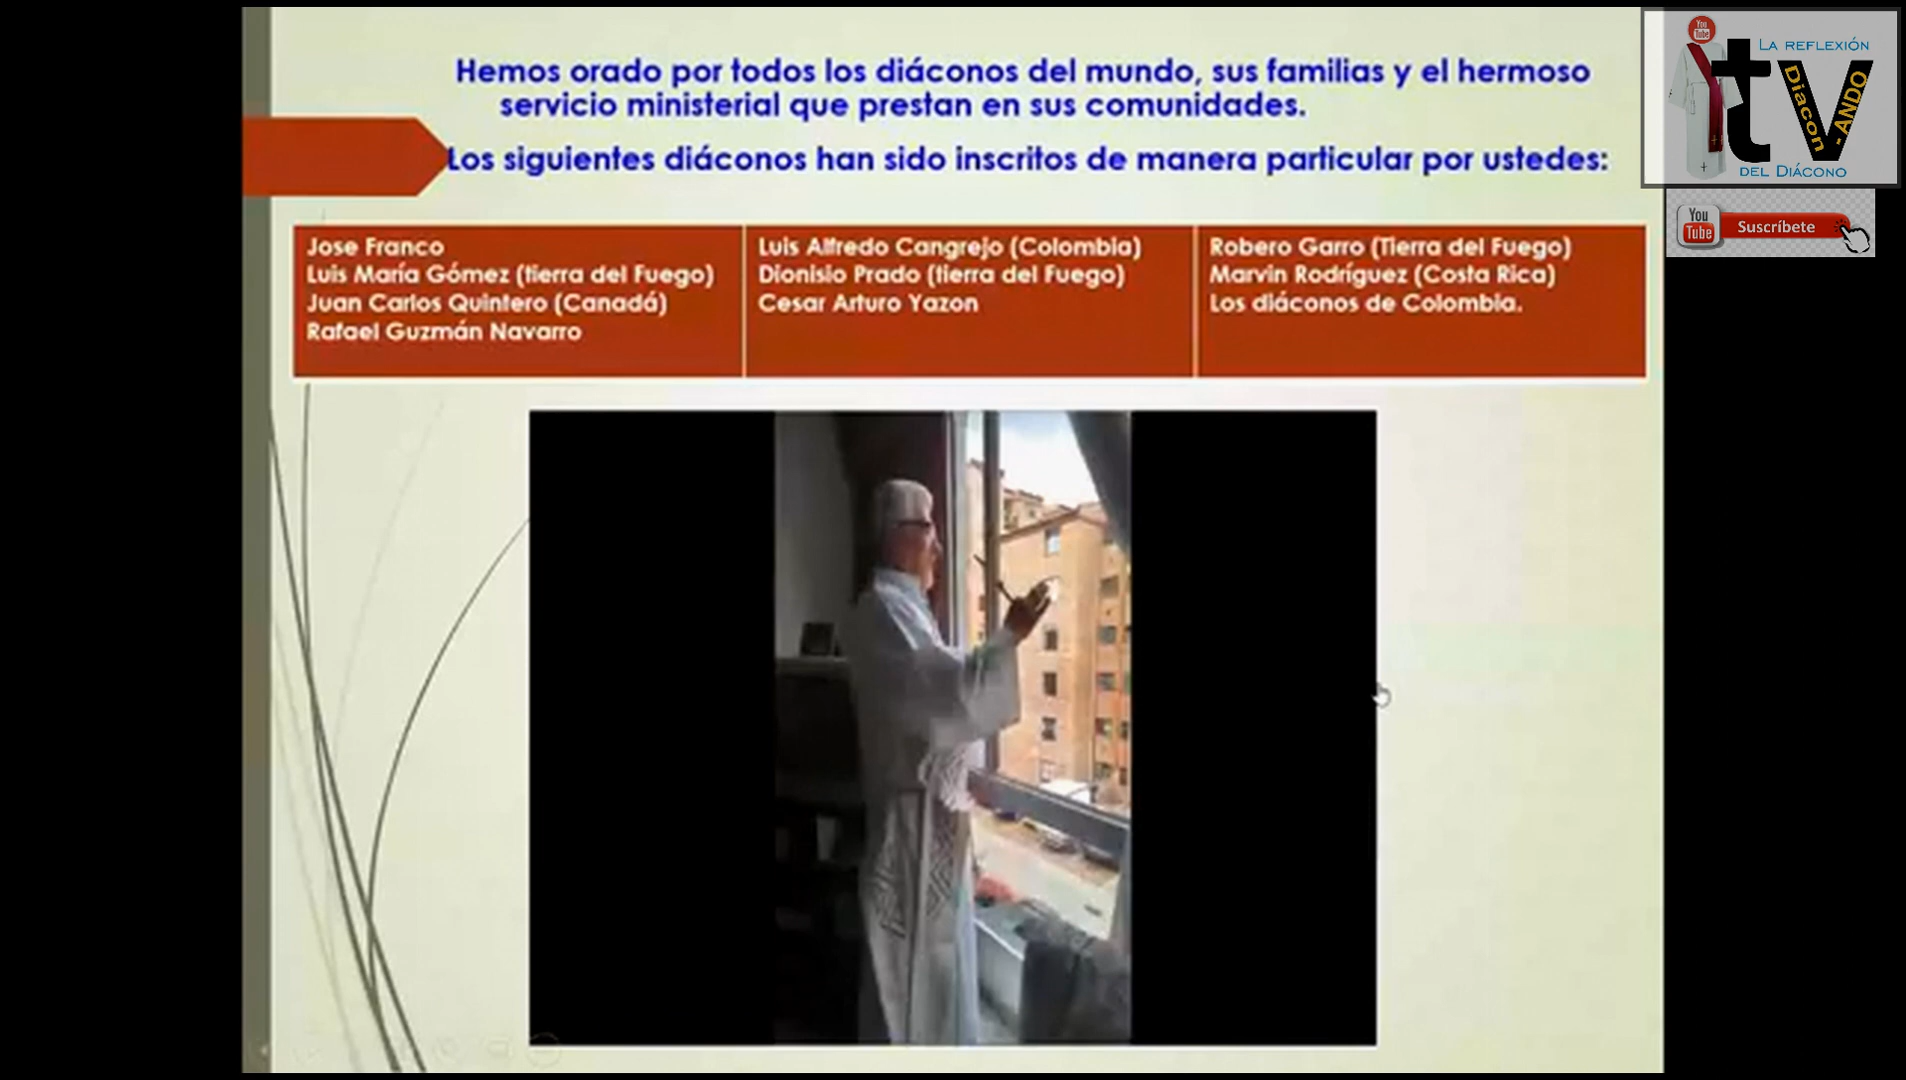 Hemos orado por todos los diáconos del mundo, sus familias y el hermoso
servicio ministerial que prestan en sus comunidades.
Los siguientes diáconos han sido inscritos de manera particular por ustedes:
Jose Franco
Luis María Gómez (tierra del Fuego)
Juan Carlos Quintero (Canadá)
Rafael Guzmán Navarro
Luis Alfredo Cangrejo (Colombia)
Dionisio Prado (tierra del Fuego)
Cesar Arturo Yazon
Robero Garro (Tierra del Fuego)
Marvin Rodríguez (Costa Rica)
Los diáconos de Colombia.
You
Tube
LA REFLEXIÓN
tv
Diacon
-ANDO
DEL DIÁCONO
You
Tube
Suscríbete